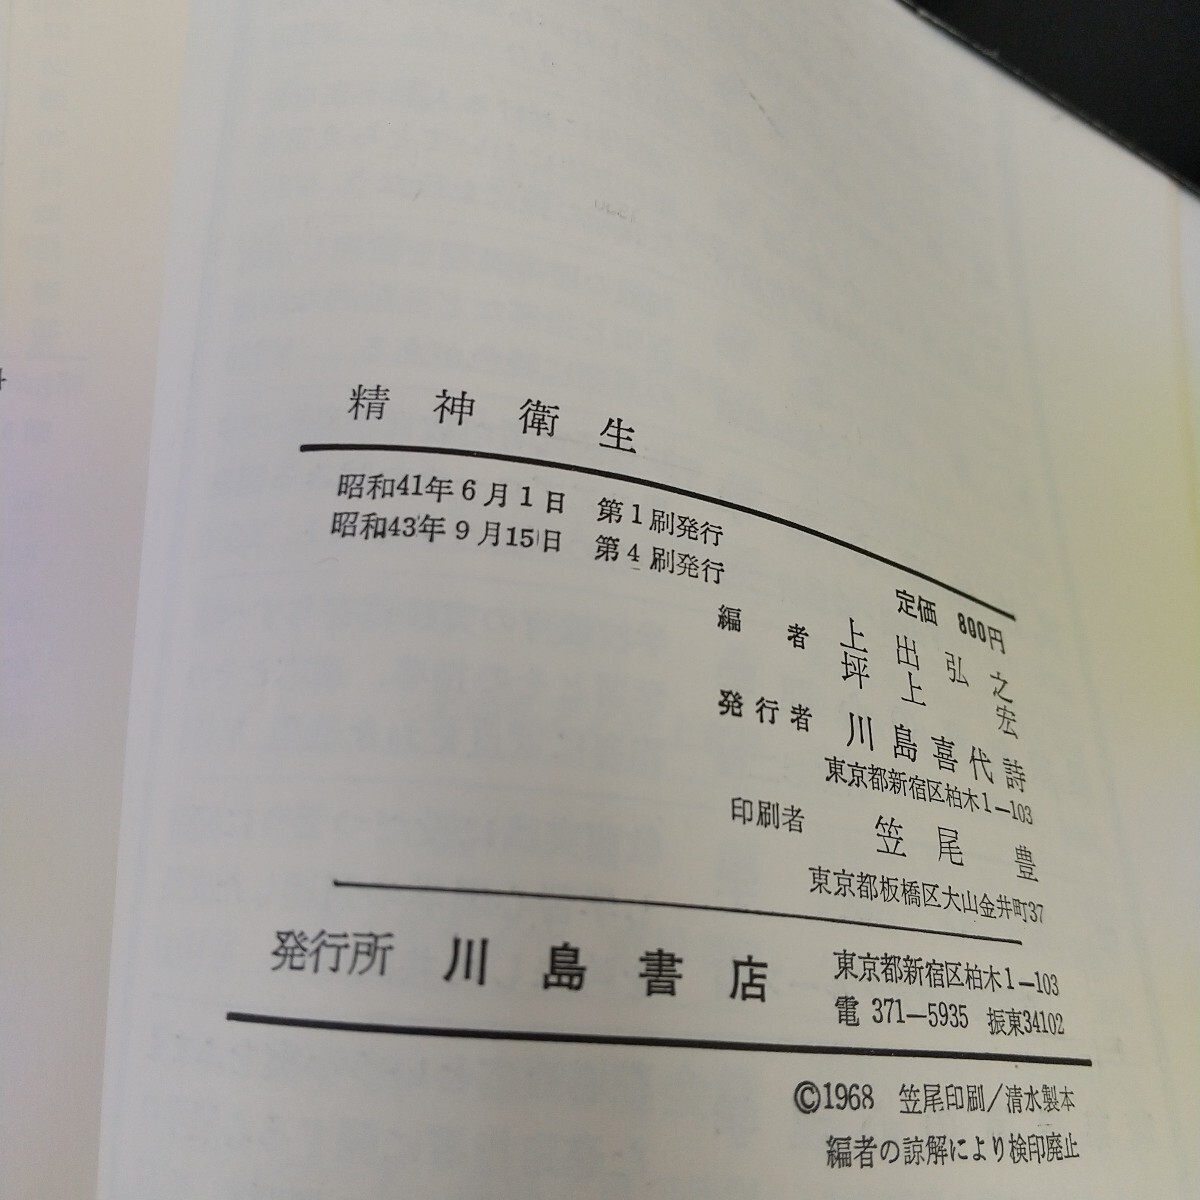 精神衛生
昭和41年6月1日 第1刷発行
昭和43年9月15日 第4刷発行
定価 800円
編者 上出弘之
坪上宏
発行者 川島喜代詩
東京都新宿区柏木1—103
印刷者 笠尾豊
東京都板橋区大山金井町37
発行所 川島書店 東京都新宿区柏木1—103
電 371—5935 振東34102
©1968 笠尾印刷/清水製本
編者の諒解により検印廃止